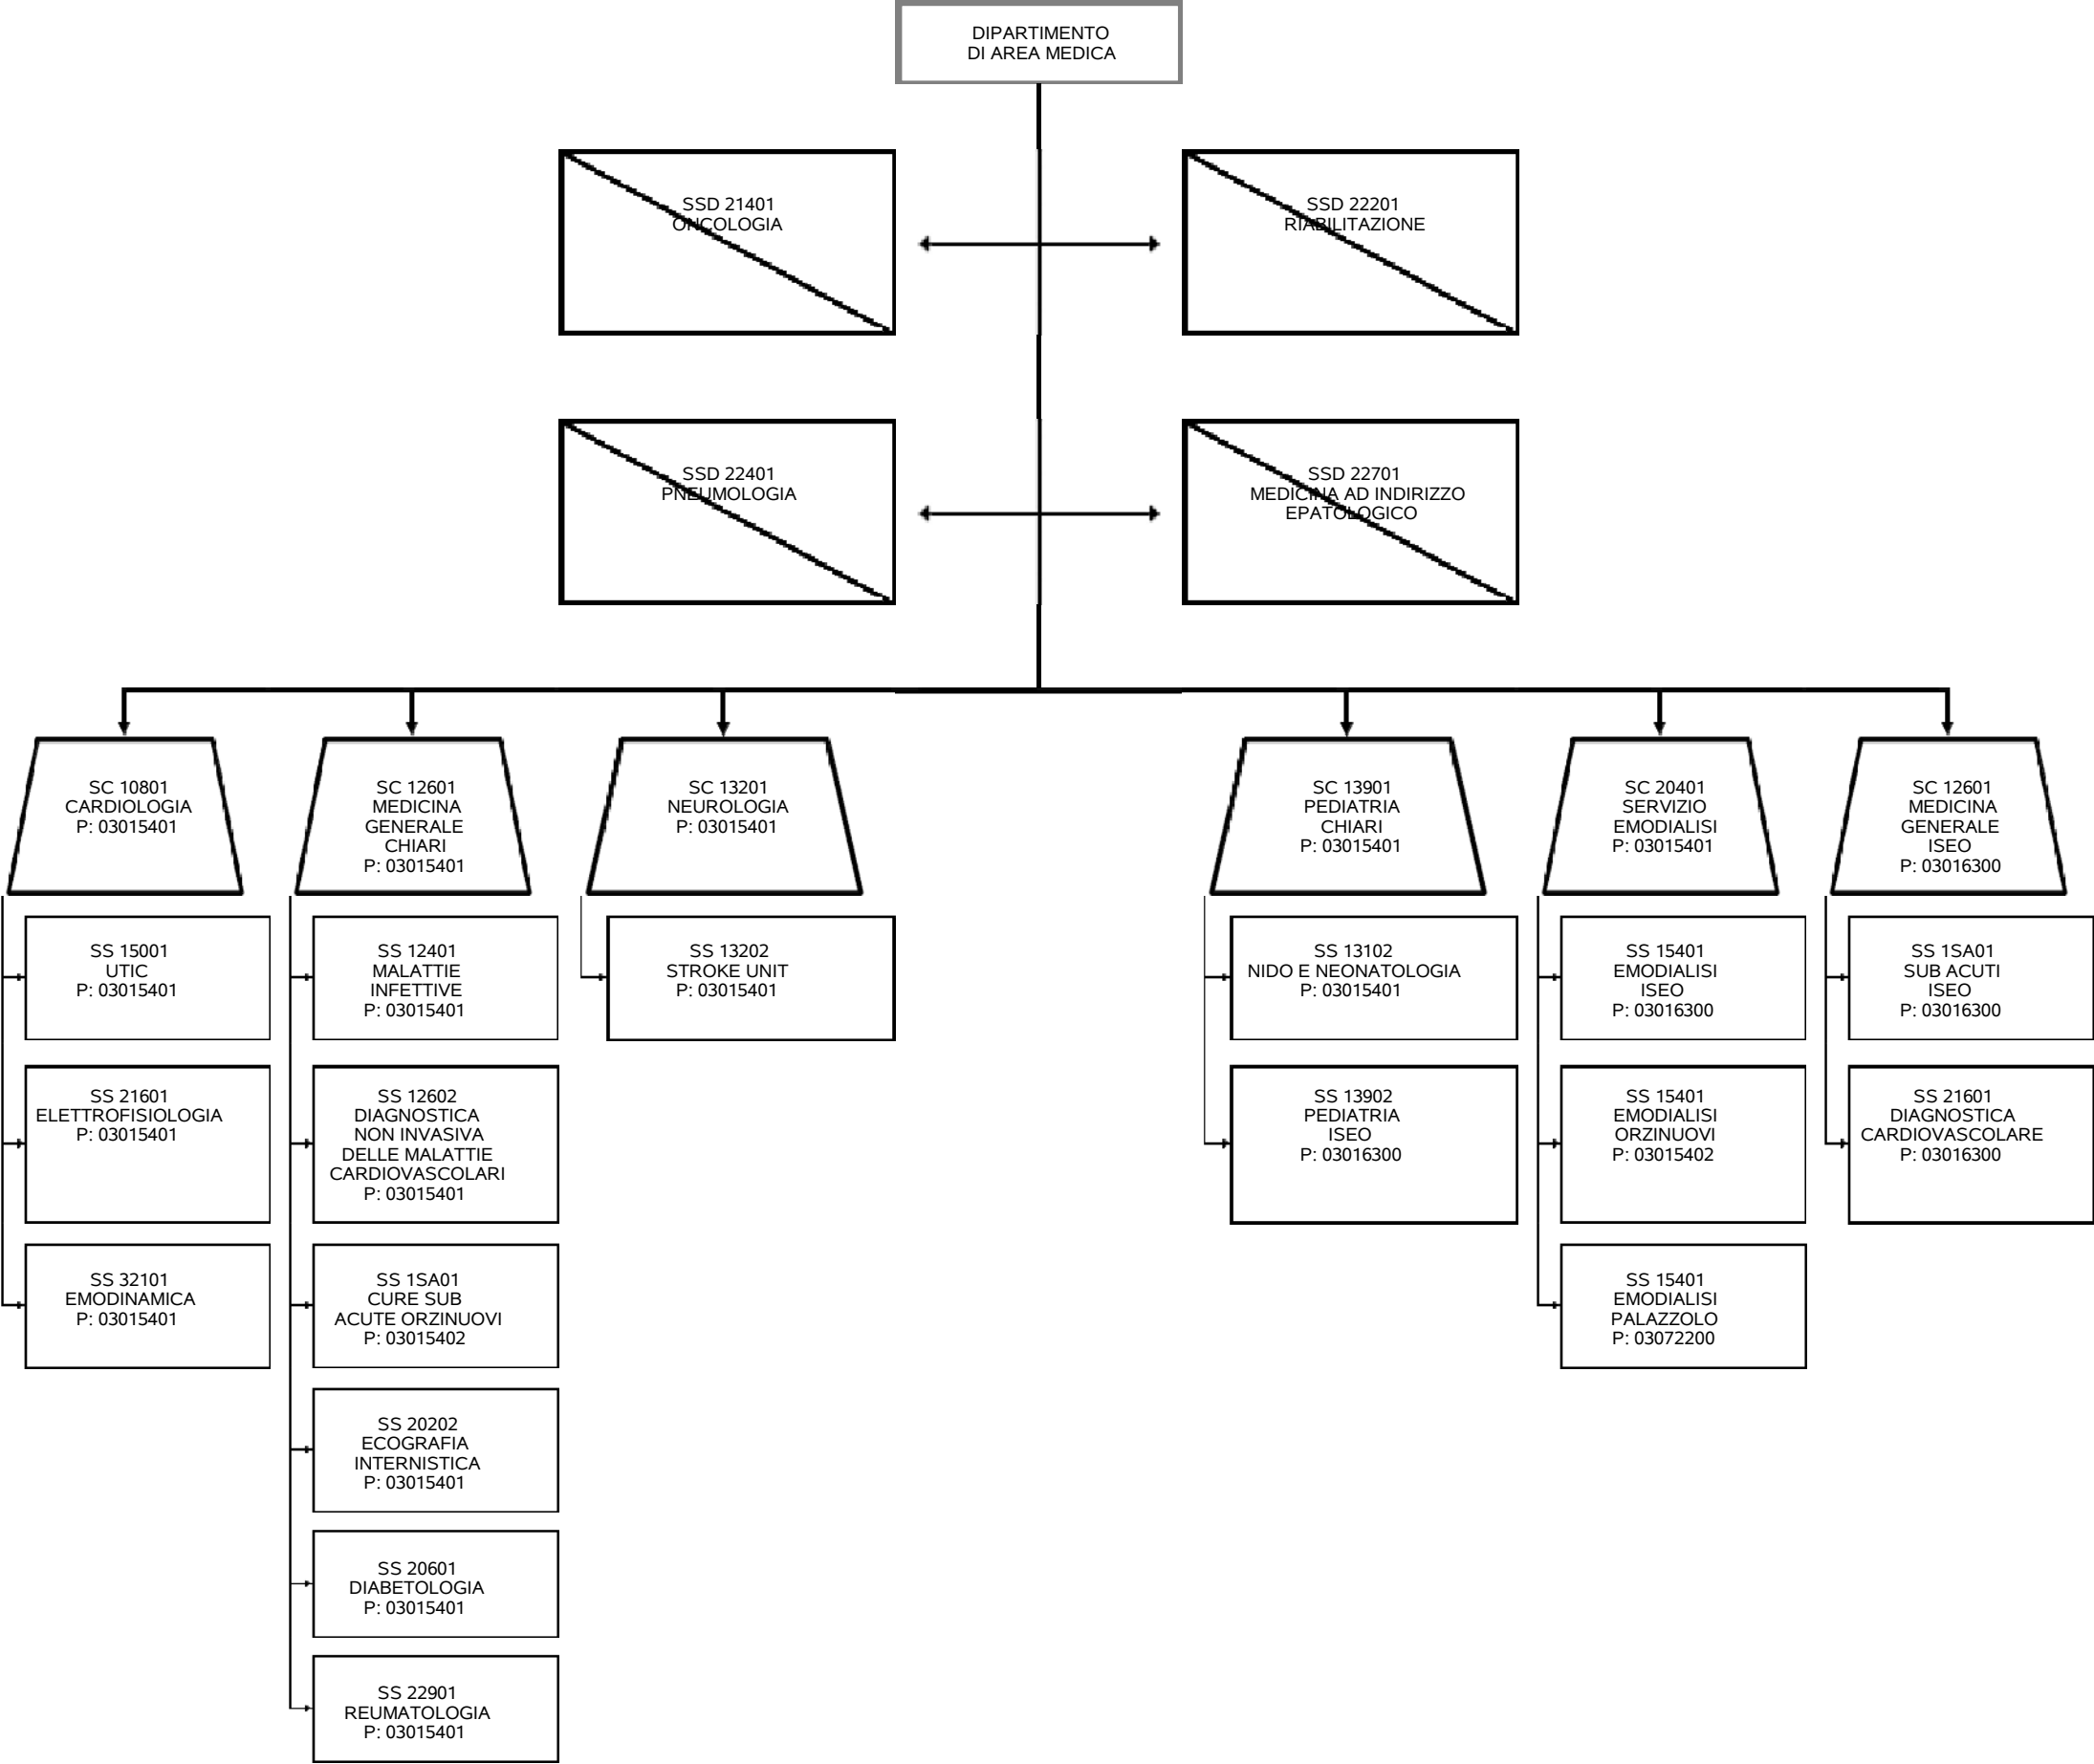 DIPARTIMENTO
DI AREA MEDICA
SSD 21401
ONCOLOGIA
SSD 22201
RIABILITAZIONE
SSD 22401
PNEUMOLOGIA
SSD 22701
MEDICINA AD INDIRIZZO
EPATOLOGICO
SC 10801
CARDIOLOGIA
P: 03015401
SC 12601
MEDICINA
GENERALE
CHIARI
P: 03015401
SC 13201
NEUROLOGIA
P: 03015401
SC 13901
PEDIATRIA
CHIARI
P: 03015401
SC 20401
SERVIZIO
EMODIALISI
P: 03015401
SC 12601
MEDICINA
GENERALE
ISEO
P: 03016300
SS 15001
UTIC
P: 03015401
SS 12401
MALATTIE
INFETTIVE
P: 03015401
SS 13202
STROKE UNIT
P: 03015401
SS 13102
NIDO E NEONATOLOGIA
P: 03015401
SS 15401
EMODIALISI
ISEO
P: 03016300
SS 1SA01
SUB ACUTI
ISEO
P: 03016300
SS 21601
ELETTROFISIOLOGIA
P: 03015401
SS 12602
DIAGNOSTICA
NON INVASIVA
DELLE MALATTIE
CARDIOVASCOLARI
P: 03015401
SS 13902
PEDIATRIA
ISEO
P: 03016300
SS 15401
EMODIALISI
ORZINUOVI
P: 03015402
SS 21601
DIAGNOSTICA
CARDIOVASCOLARE
P: 03016300
SS 32101
EMODINAMICA
P: 03015401
SS 1SA01
CURE SUB
ACUTE ORZINUOVI
P: 03015402
SS 15401
EMODIALISI
PALAZZOLO
P: 03072200
SS 20202
ECOGRAFIA
INTERNISTICA
P: 03015401
SS 20601
DIABETOLOGIA
P: 03015401
SS 22901
REUMATOLOGIA
P: 03015401